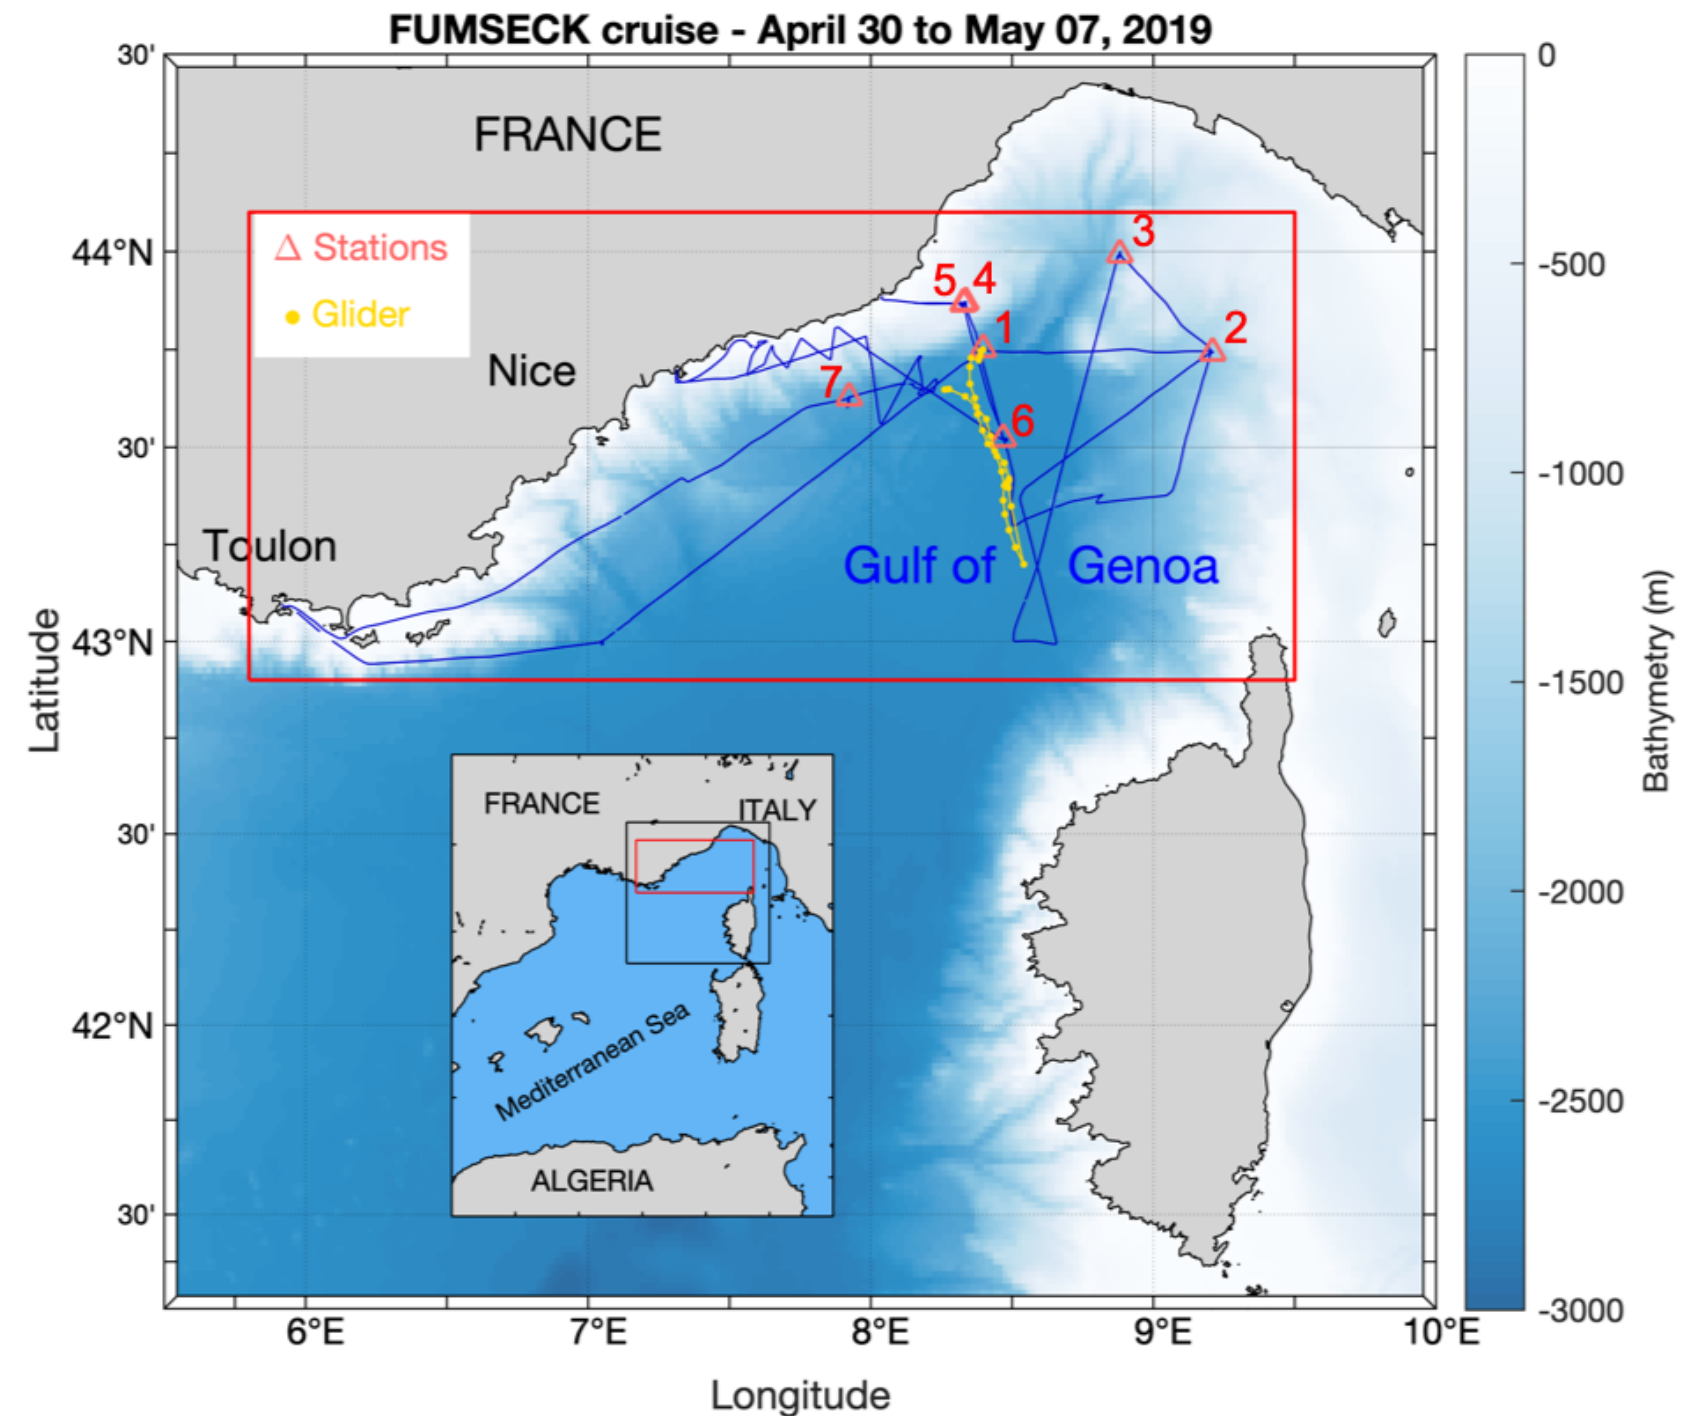 FUMSECK cruise - April 30 to May 07, 2019
30'
44°N
30'
43°N
30'
42°N
30'
Latitude
6°E
7°E
8°E
9°E
10°E
Longitude
FRANCE
Stations
Glider
Nice
Toulon
3
5 4
1
2
7
6
Gulf of Genoa
FRANCE
ITALY
Mediterranean Sea
ALGERIA
0
-500
-1000
-1500
-2000
-2500
-3000
Bathymetry (m)